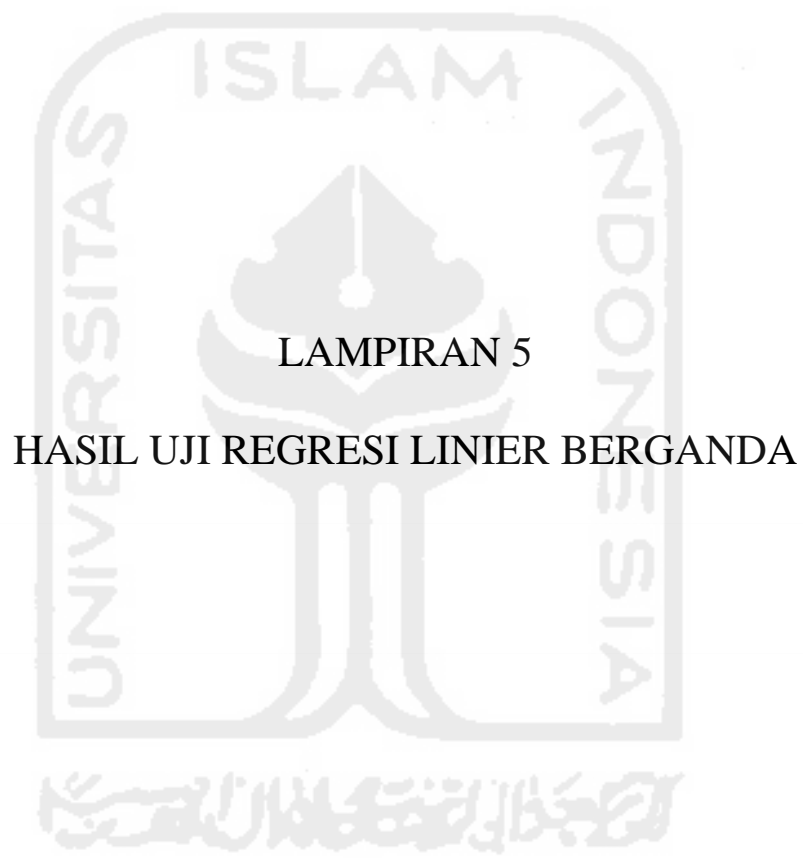 ISLAM
UNIVERSITAS
INDONESIA
LAMPIRAN 5
HASIL UJI REGRESI LINIER BERGANDA